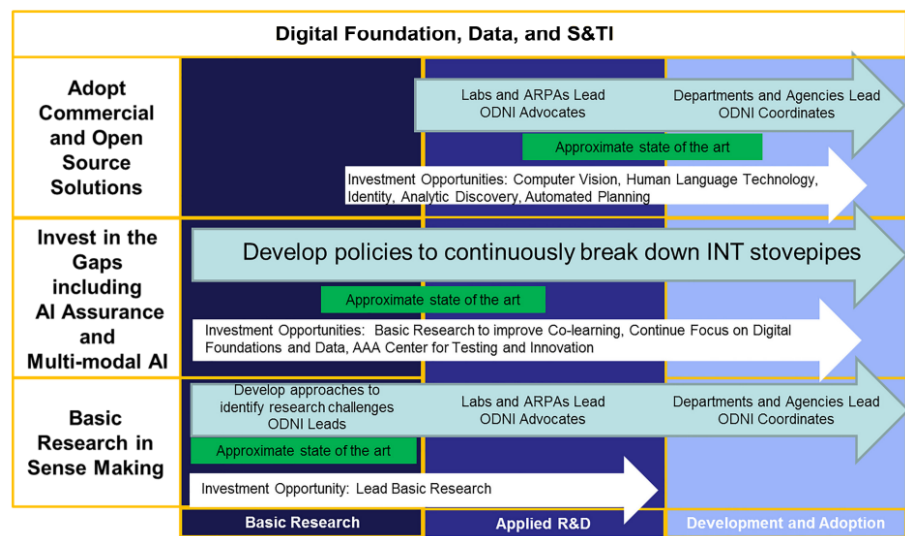 Digital Foundation, Data, and S&TI
Adopt
Commercial
and Open
Source
Solutions
Labs and ARPAs Lead
ODNI Advocates
Departments and Agencies Lead
ODNI Coordinates
Approximate state of the art
Investment Opportunities: Computer Vision, Human Language Technology,
Identity, Analytic Discovery, Automated Planning
Invest in the
Gaps
including
AI Assurance
and
Multi-modal AI
Develop policies to continuously break down INT stovepipes
Approximate state of the art
Investment Opportunities: Basic Research to improve Co-learning, Continue Focus on Digital
Foundations and Data, AAA Center for Testing and Innovation
Basic
Research in
Sense Making
Develop approaches to
identify research challenges
ODNI Leads
Labs and ARPAs Lead
ODNI Advocates
Departments and Agencies Lead
ODNI Coordinates
Approximate state of the art
Investment Opportunity: Lead Basic Research
Basic Research
Applied R&D
Development and Adoption